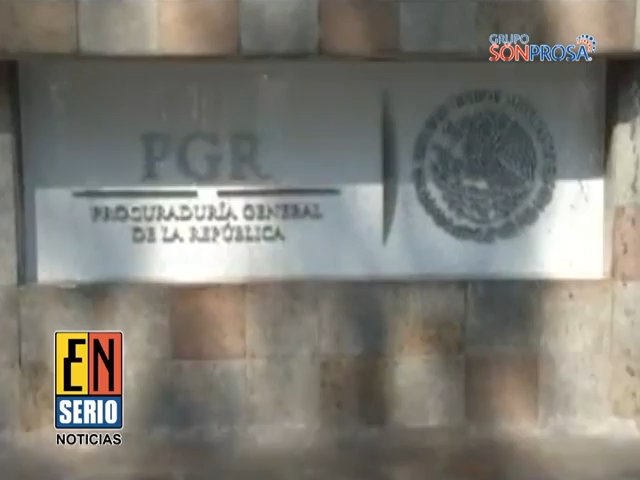 GRUPO
SONPROSA
PGR
PROCURADURÍA GENERAL
DE LA REPÚBLICA
EN
SERIO
NOTICIAS